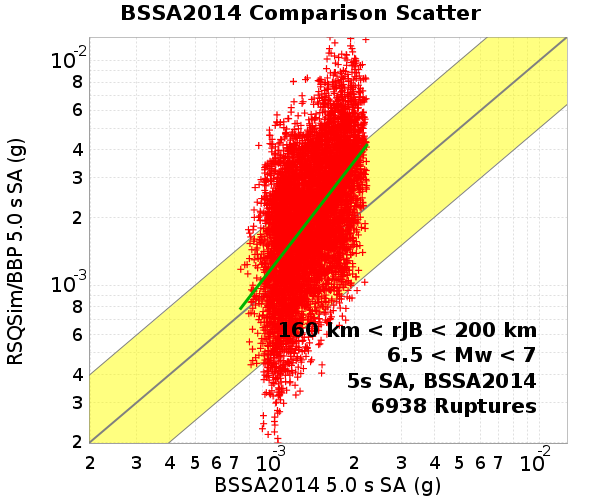 BSSA2014 Comparison Scatter
RSQSim/BBP 5.0 s SA (g)
10-2
8
6
4
3
2
10-3
8
6
4
3
2
160 km < rJB < 200 km
6.5 < Mw < 7
5s SA, BSSA2014
6938 Ruptures
2 3 4 5 6 7 10-3 2 3 4 5 6 7 10-2
BSSA2014 5.0 s SA (g)